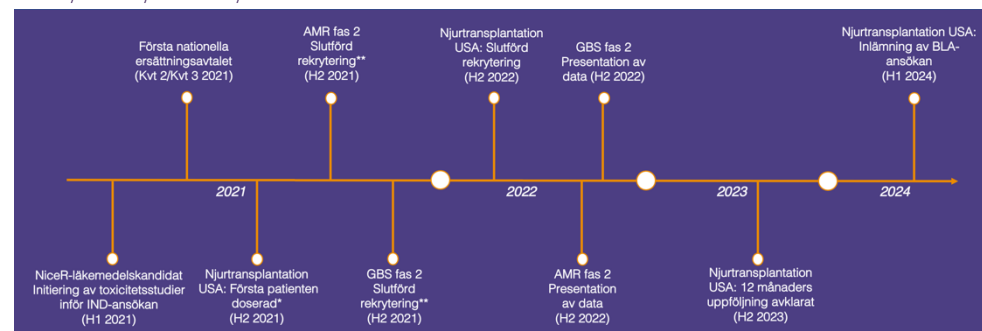 Första nationella
ersättningsavtalet
(Kvt 2/Kvt 3 2021)
AMR fas 2
Slutförd
rekrytering**
(H2 2021)
Njurtransplantation
USA: Slutförd
rekrytering
(H2 2022)
GBS fas 2
Presentation av
data (H2 2022)
Njurtransplantation USA:
Inlämning av BLA-
ansökan
(H1 2024)
2021
2022
2023
2024
NiceR-läkemedelskandidat
Initiering av toxicitetsstudier
inför IND-ansökan
(H1 2021)
Njurtransplantation
USA: Första patienten
doserad*
(H2 2021)
GBS fas 2
Slutförd
rekrytering**
(H2 2021)
AMR fas 2
Presentation
av data
(H2 2022)
Njurtransplantation
USA: 12 månaders
uppföljning avklarat
(H2 2023)